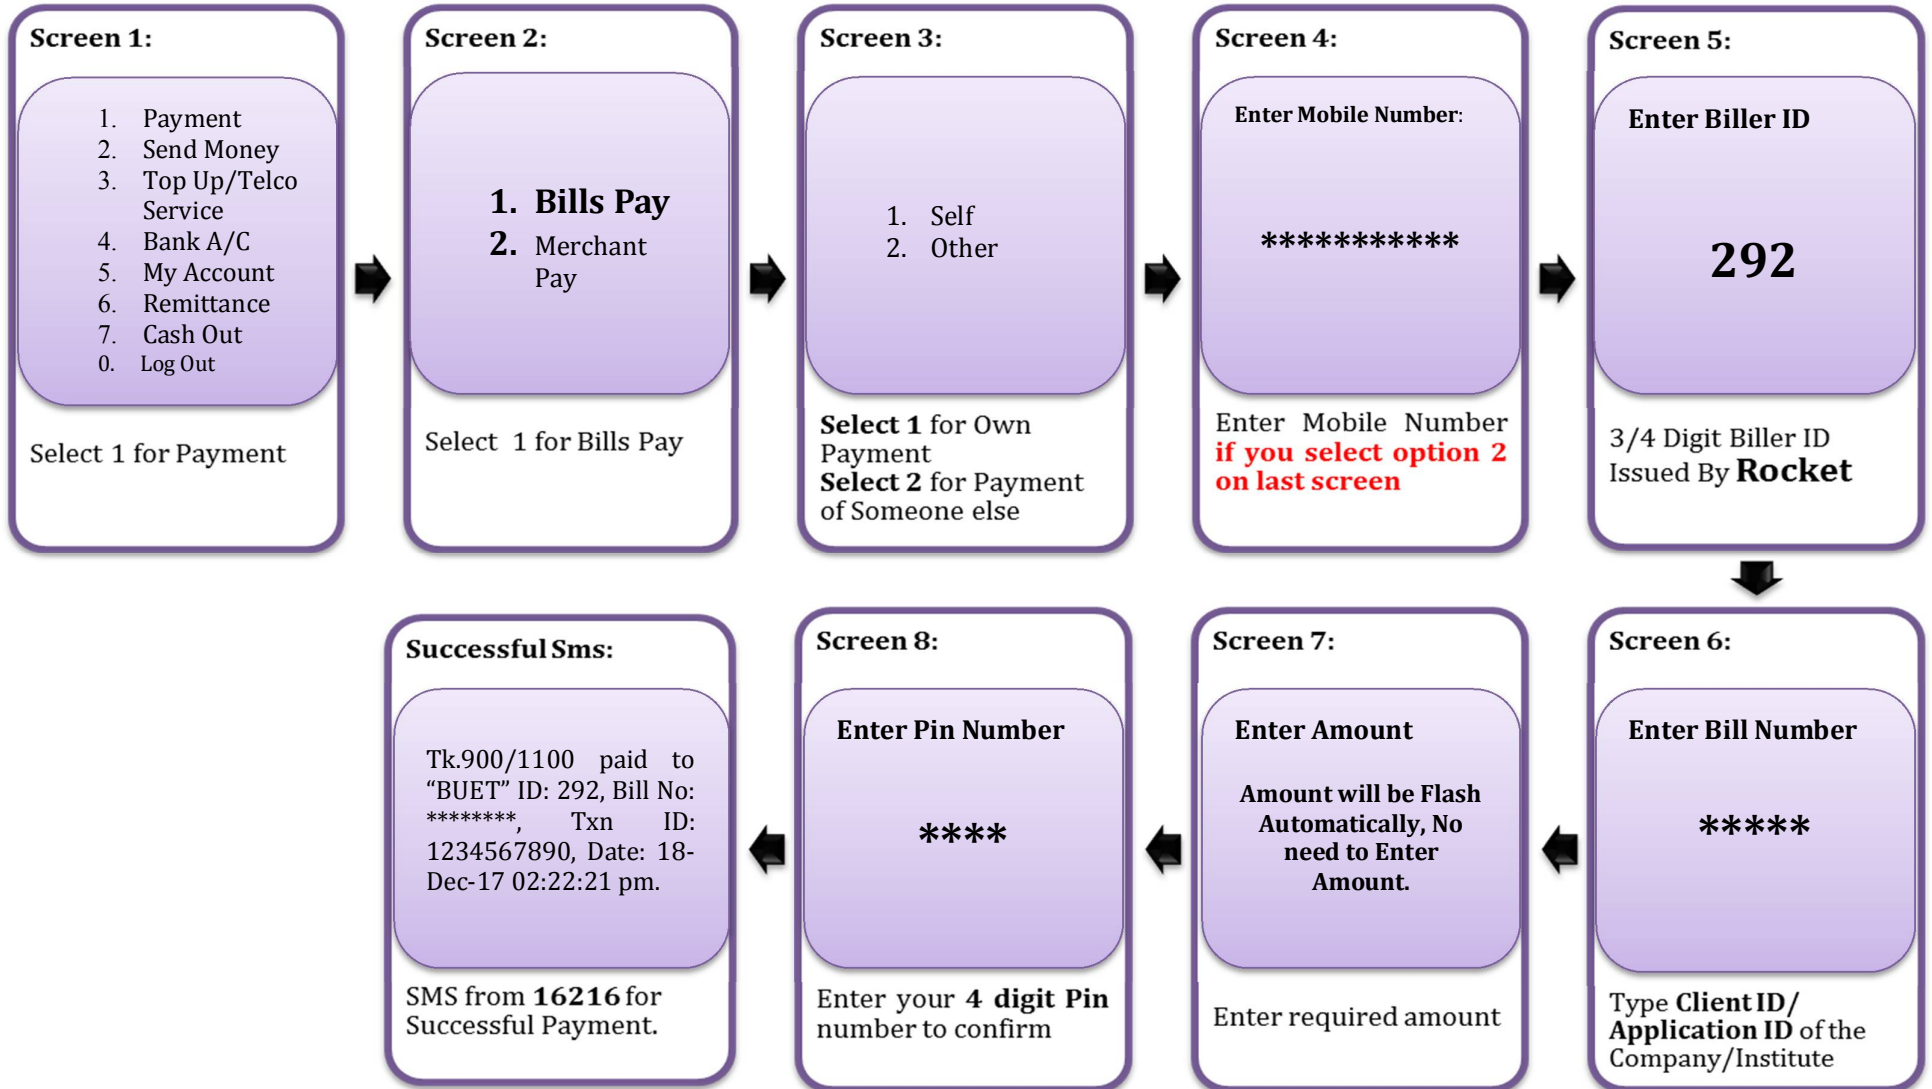 Screen 1:
1. Payment
2. Send Money
3. Top Up/Telco
Service
4. Bank A/C
5. My Account
6. Remittance
7. Cash Out
0. Log Out
Select 1 for Payment
Screen 2:
1. Bills Pay
2. Merchant
Pay
Select 1 for Bills Pay
Screen 3:
1. Self
2. Other
Select 1 for Own
Payment
Select 2 for Payment
of Someone else
Screen 4:
Enter Mobile Number:
***********
Enter Mobile Number
if you select option 2
on last screen
Screen 5:
Enter Biller ID
292
3/4 Digit Biller ID
Issued By Rocket
Screen 6:
Enter Bill Number
*****
Type Client ID/
Application ID of the
Company/Institute
Screen 7:
Enter Amount
Amount will be Flash
Automatically, No
need to Enter
Amount.
Enter required amount
Screen 8:
Enter Pin Number
****
Enter your 4 digit Pin
number to confirm
Successful Sms:
Tk.900/1100 paid to
“BUET” ID: 292, Bill No:
********, Txn ID:
1234567890, Date: 18-
Dec-17 02:22:21 pm.
SMS from 16216 for
Successful Payment.